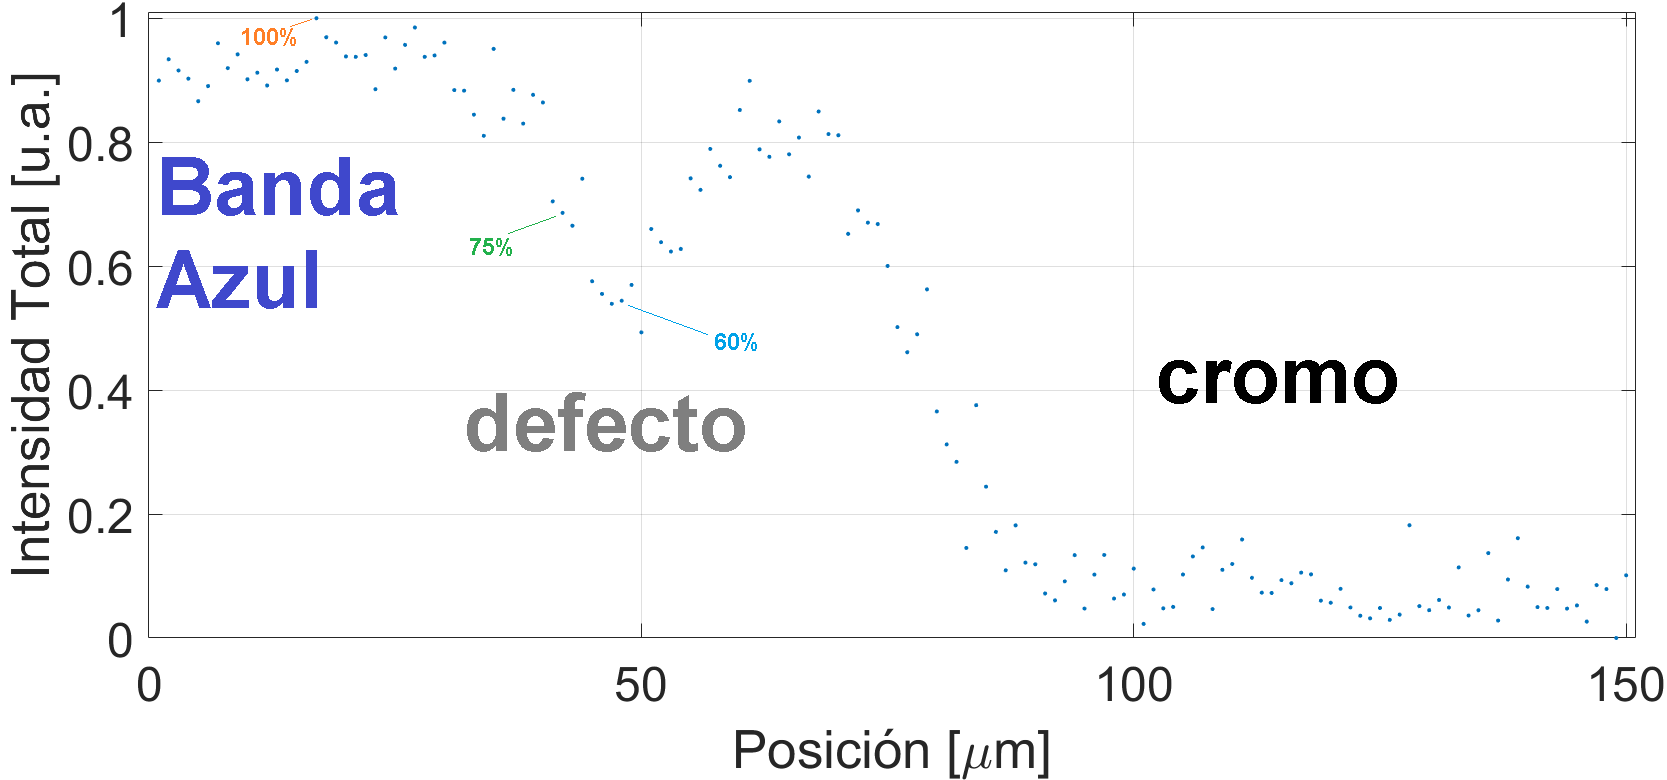 Intensidad Total [u.a.]
1
0.8
0.6
0.4
0.2
0
100%
Banda
Azul
75%
60%
defecto
cromo
0
50
100
150
Posición [μm]